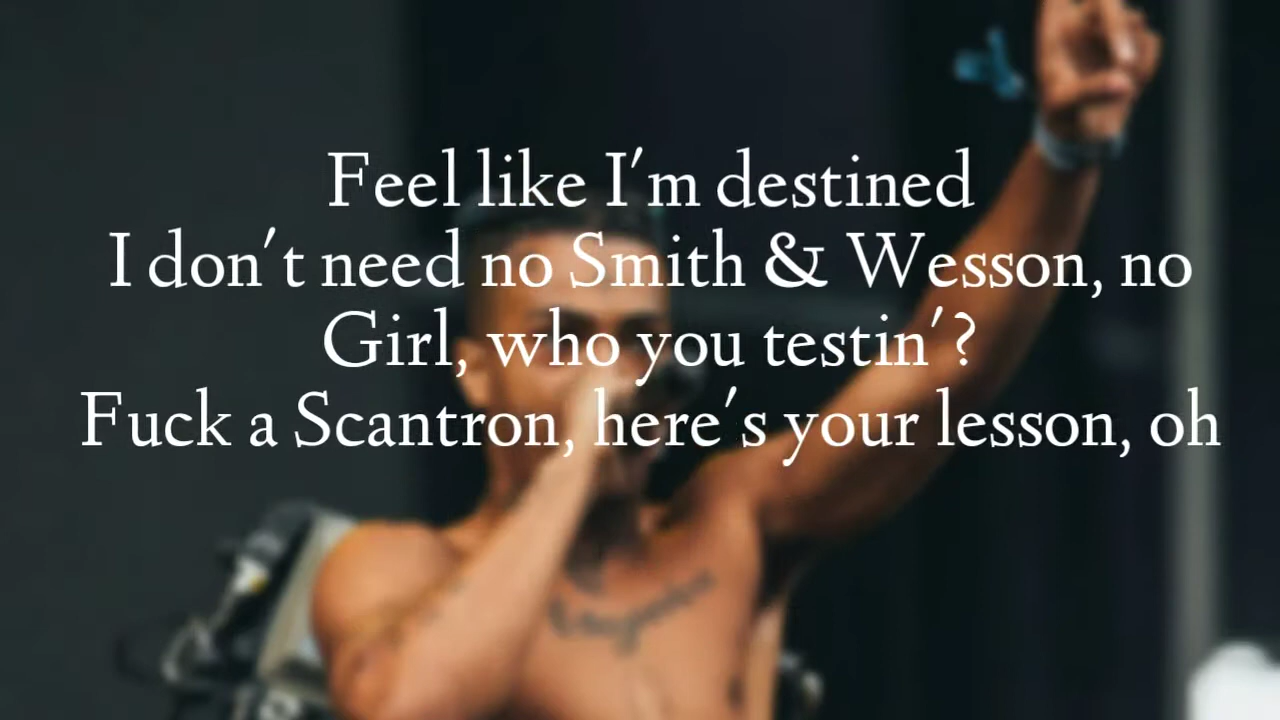 Feel like I'm destined
I don't need no Smith & Wesson, no
Girl, who you testin'?
Fuck a Scantron, here's your lesson, oh